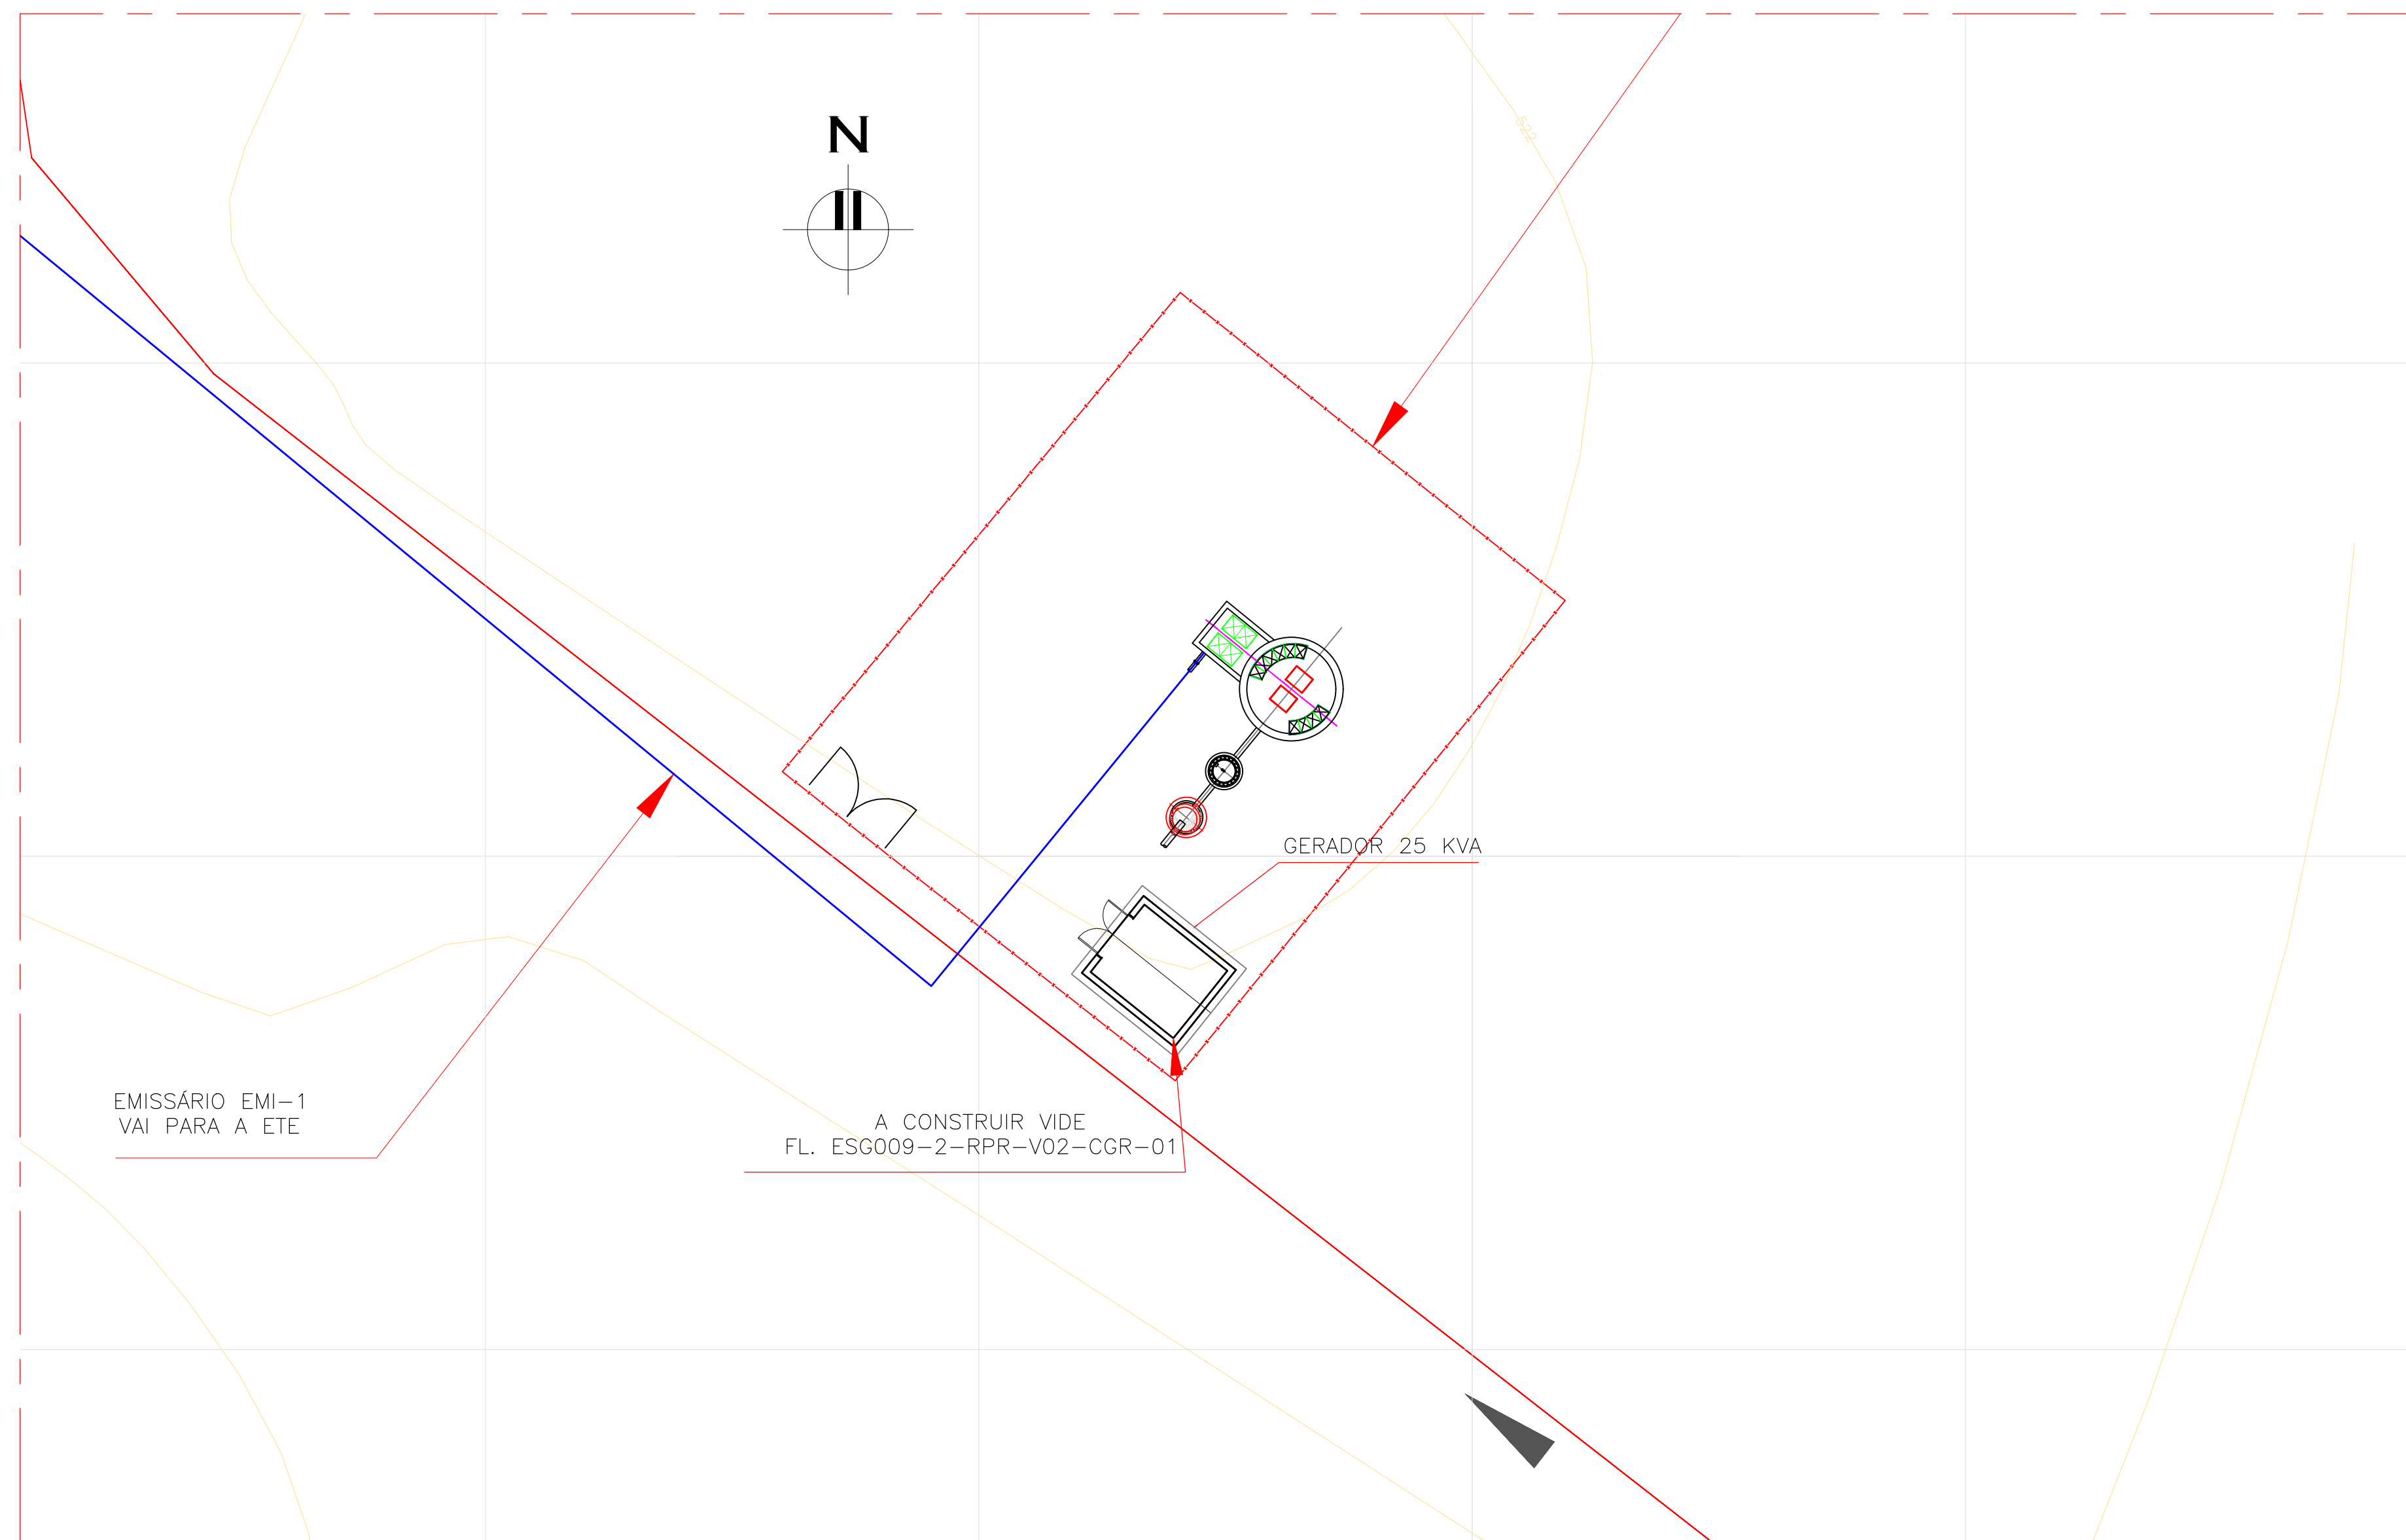 N
GERADOR 25 KVA
EMISSÁRIO EMI-1
VAI PARA A ETE
A CONSTRUIR VIDE
FL. ESG009-2-RPR-V02-CGR-01